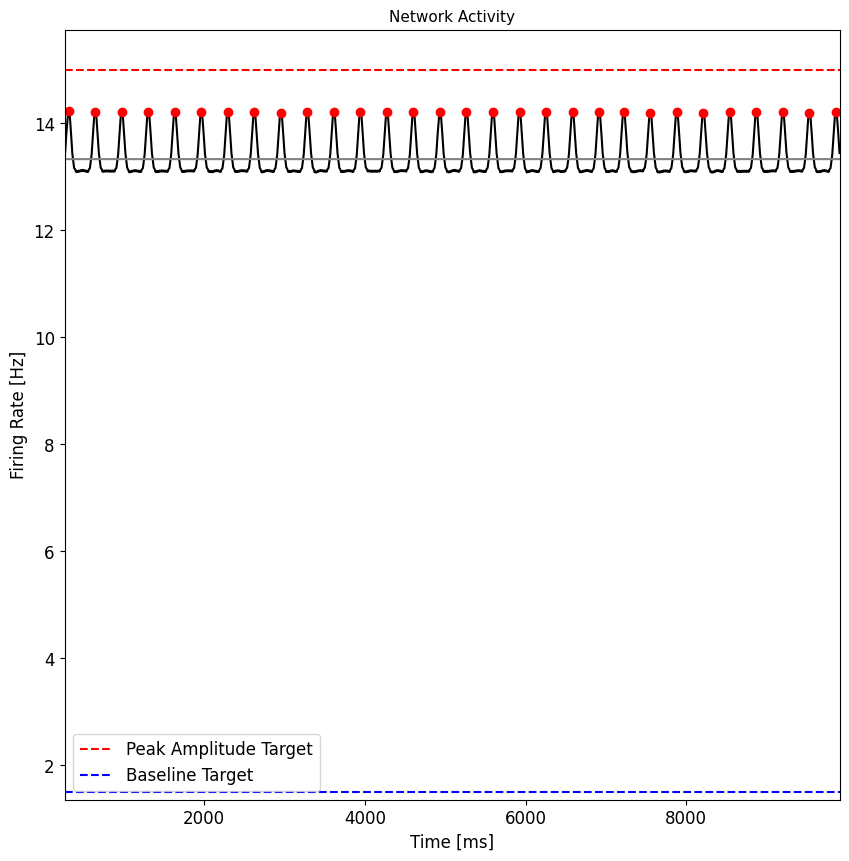 Network Activity
14
12
10
8
6
4
2
Firing Rate [Hz]
Peak Amplitude Target
Baseline Target
2000
4000
6000
8000
Time [ms]